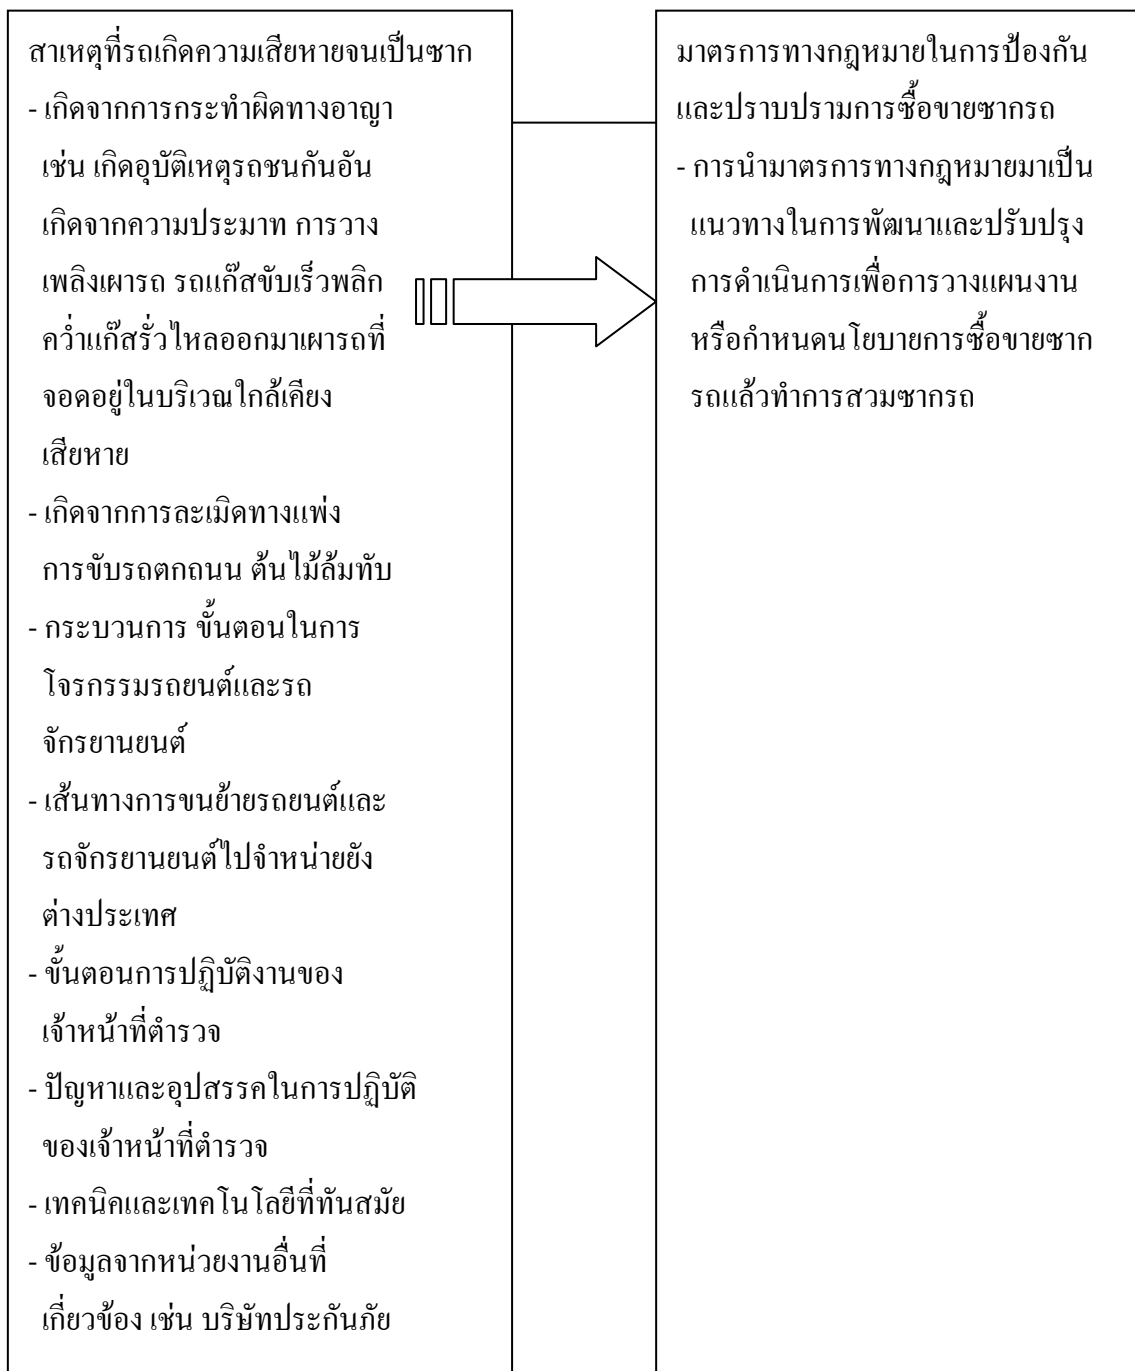 สาเหตุที่รถเกิดความเสียหายจนเป็นซาก
- เกิดจากการกระทำผิดทางอาญา
เช่น เกิดอุบัติเหตุรถชนกันอัน
เกิดจากความประมาท การวาง
เพลิงเผารถ รถแก๊สขับเร็วพลิก
คว่ำแก๊สรั่วไหลออกมาเผารถที่
จอดอยู่ในบริเวณใกล้เคียง
เสียหาย
- เกิดจากการละเมิดทางแพ่ง
การขับรถตกถนน ต้นไม้ล้มทับ
- กระบวนการ ขั้นตอนในการ
โจรกรรมรถยนต์และรถ
จักรยานยนต์
- เส้นทางการขนย้ายรถยนต์และ
รถจักรยานยนต์ไปจำหน่ายยัง
ต่างประเทศ
- ขั้นตอนการปฏิบัติงานของ
เจ้าหน้าที่ตำรวจ
- ปัญหาและอุปสรรคในการปฏิบัติ
ของเจ้าหน้าที่ตำรวจ
- เทคนิคและเทคโนโลยีที่ทันสมัย
- ข้อมูลจากหน่วยงานอื่นที่
เกี่ยวข้อง เช่น บริษัทประกันภัย
มาตรการทางกฎหมายในการป้องกัน
และปราบปรามการซื้อขายซากรถ
- การนำมาตรการทางกฎหมายมาเป็น
แนวทางในการพัฒนาและปรับปรุง
การดำเนินการเพื่อการวางแผนงาน
หรือกำหนดนโยบายการซื้อขายซาก
รถแล้วทำการสวมซากรถ